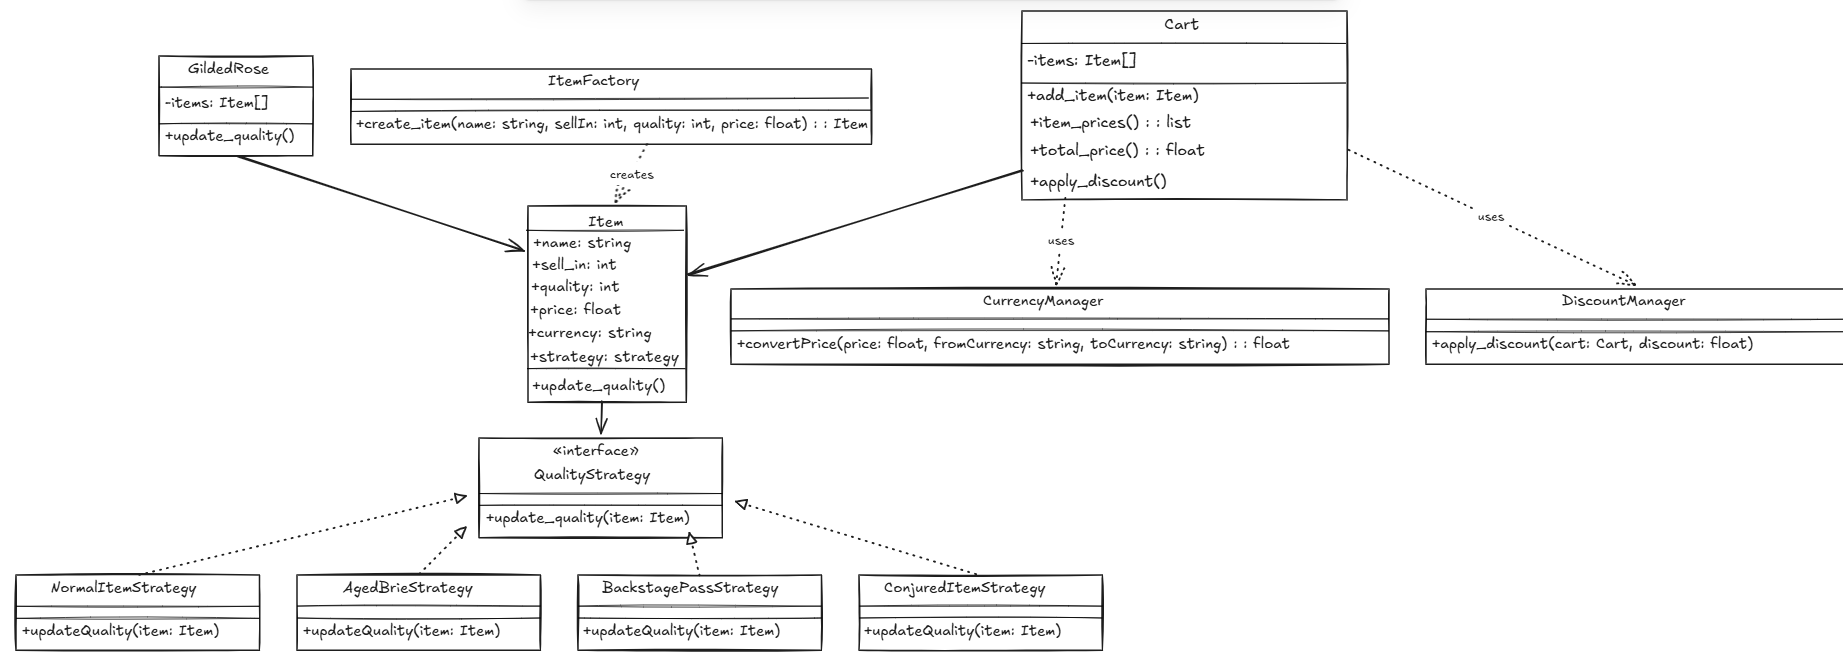 GildedRose
-items: Item[]
+update_quality()
ItemFactory
+create_item(name: string, sellIn: int, quality: int, price: float) : : Item
Cart
-items: Item[]
+add_item(item: Item)
+item_prices() : : list
+total_price() : : float
+apply_discount()
creates
uses
uses
Item
+name: string
+sell_in: int
+quality: int
+price: float
+currency: string
+strategy: strategy
+update_quality()
CurrencyManager
+convertPrice(price: float, fromCurrency: string, toCurrency: string) : : float
DiscountManager
+apply_discount(cart: Cart, discount: float)
«interface»
QualityStrategy
+update_quality(item: Item)
NormalItemStrategy
+updateQuality(item: Item)
AgedBrieStrategy
+updateQuality(item: Item)
BackstagePassStrategy
+updateQuality(item: Item)
ConjuredItemStrategy
+updateQuality(item: Item)